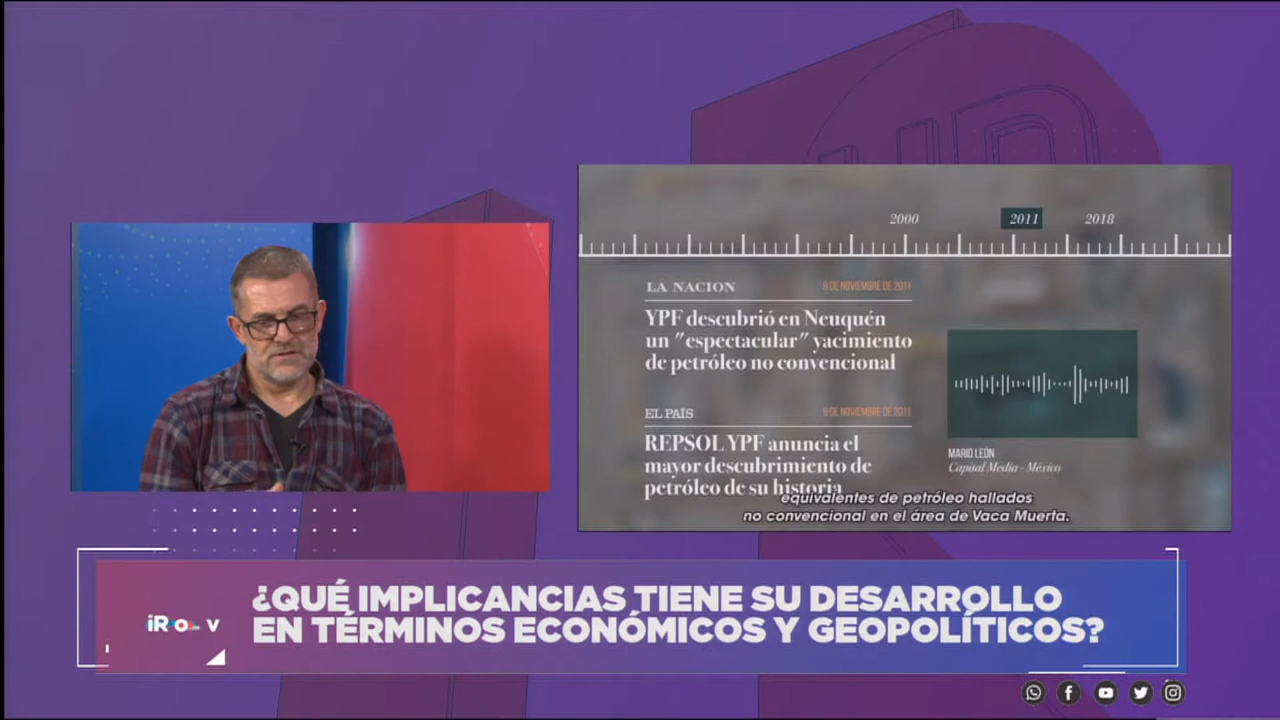 2000 2011 2018
LA NACION
9 DE NOVIEMBRE DE 2011
YPF descubrió en Neuquén
un "espectacular" yacimiento
de petróleo no convencional
EL PAÍS
9 DE NOVIEMBRE DE 2011
REPSOL YPF anuncia el
mayor descubrimiento de
petróleo de su historia
MARIO LEÓN
Capital Media - México
equivalentes de petróleo hallados
no convencional en el área de Vaca Muerta.
¿QUÉ IMPLICANCIAS TIENE SU DESARROLLO
EN TÉRMINOS ECONÓMICOS Y GEOPOLÍTICOS?